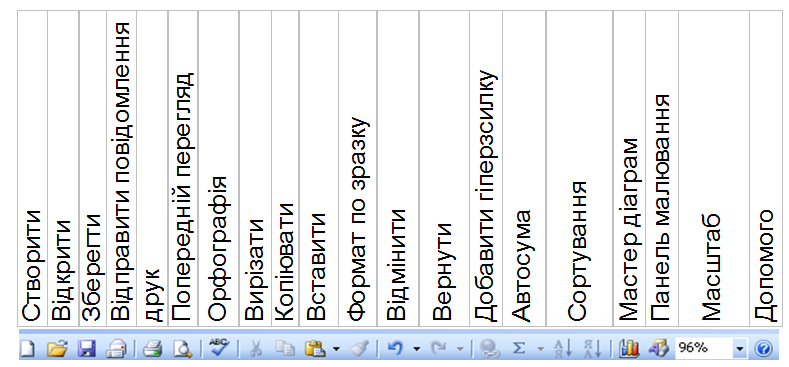 Створити
Відкрити
Зберегти
Відправити повідомлення
друк
Попередній перегляд
Орфографія
Вирізати
Копіювати
Вставити
Формат по зразку
Відмінити
Вернути
Добавити гіперзсилку
Автосума
Сортування
Мастер діаграм
Панель малювання
Масштаб
Допомого
ABC
Σ
А Я
Я А
96%
?